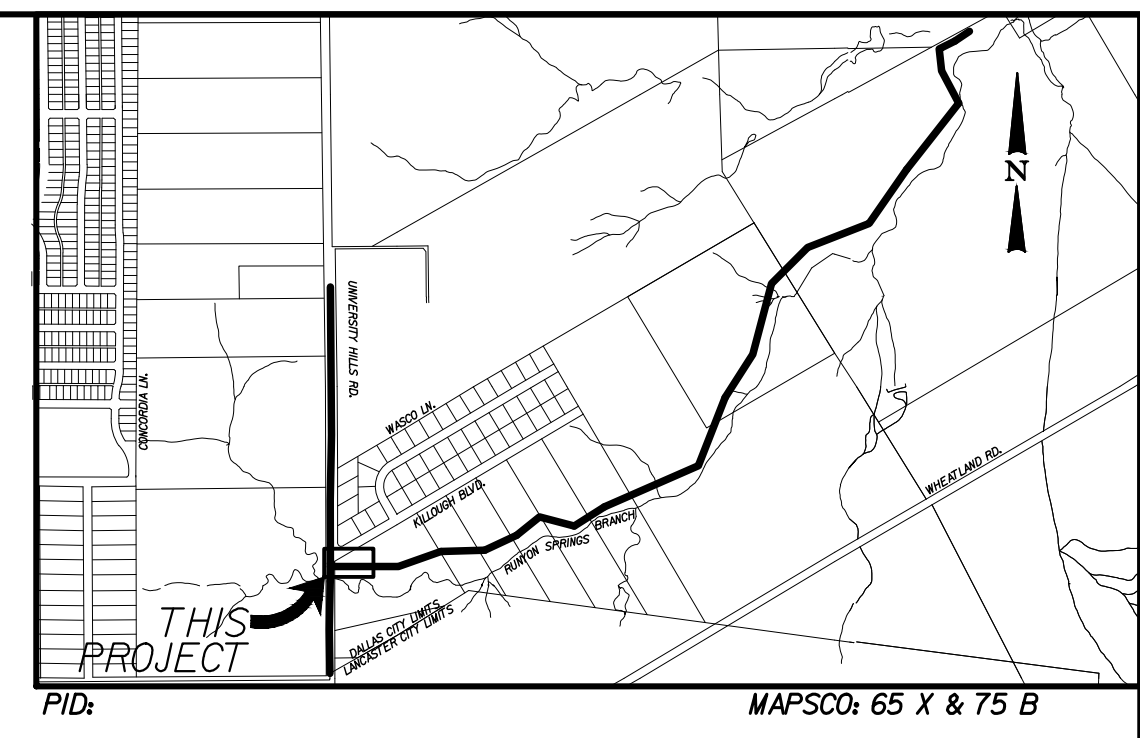 N
UNIVERSITY HILLS RD.
CONCORDIA LN.
WASCO LN.
KILLOUGH BLVD.
WHEATLAND RD.
RUNYON SPRINGS BRANCH
DALLAS CITY LIMITS
LANCASTER CITY LIMITS
THIS
PROJECT
PID:
MAPSCO: 65 X & 75 B